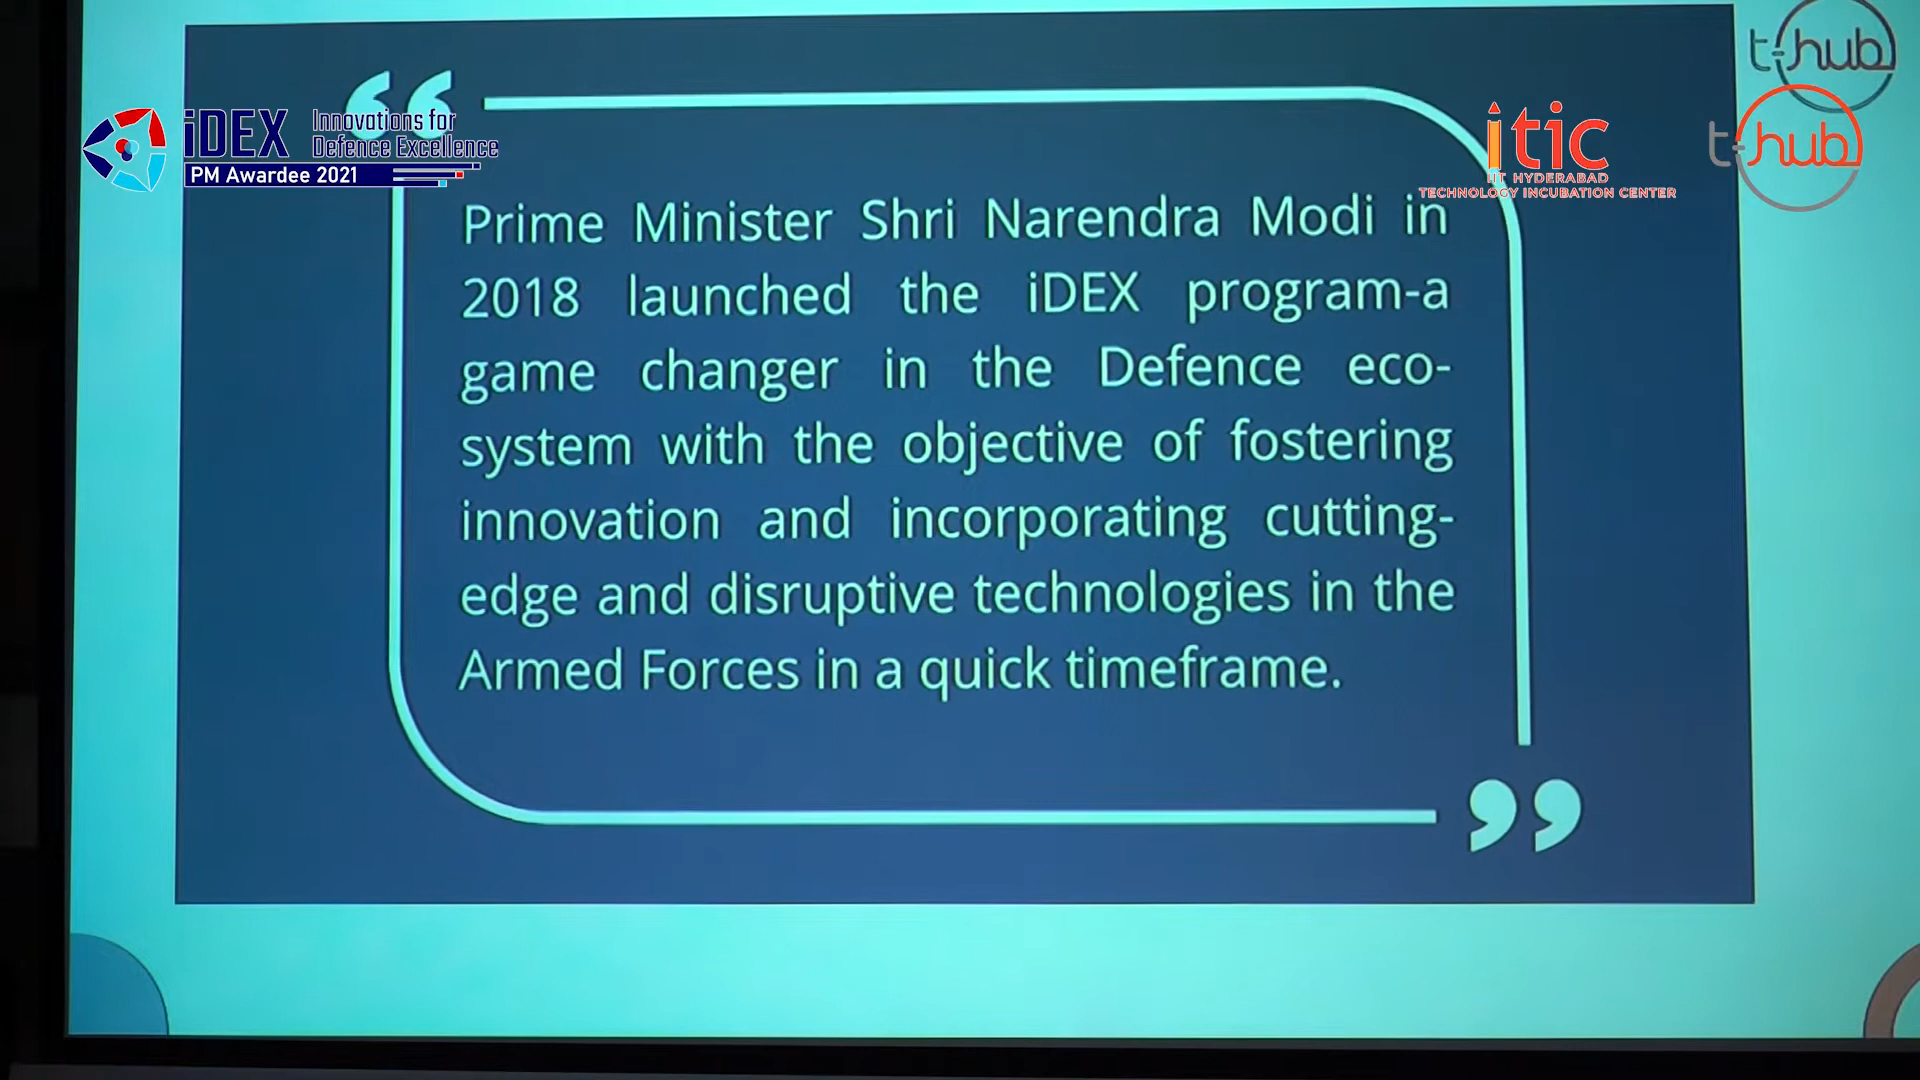 t-hub
iDEX
Innovations for
Defence Excellence
PM Awardee 2021
itic
IIT HYDERABAD
TECHNOLOGY INCUBATION CENTER
t-hub
“
Prime Minister Shri Narendra Modi in
2018 launched the iDEX program-a
game changer in the Defence eco-
system with the objective of fostering
innovation and incorporating cutting-
edge and disruptive technologies in the
Armed Forces in a quick timeframe.
”